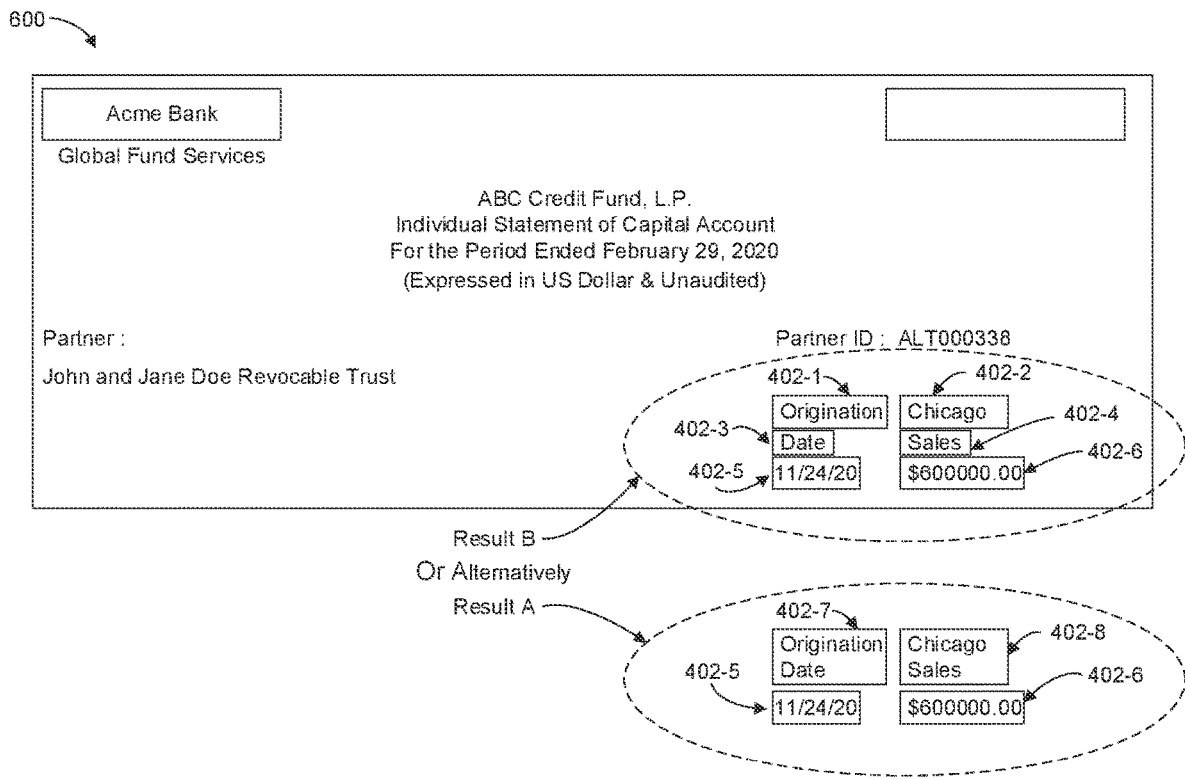 600
Acme Bank
Global Fund Services
ABC Credit Fund, L.P.
Individual Statement of Capital Account
For the Period Ended February 29, 2020
(Expressed in US Dollar & Unaudited)
Partner :
Partner ID : ALT000338
John and Jane Doe Revocable Trust
402-1
402-2
Origination
Chicago
402-3
Date
Sales
402-4
402-5
11/24/20
$600000.00
402-6
Result B
Or Alternatively
Result A
402-7
Origination
Date
Chicago
Sales
402-8
402-5
11/24/20
$600000.00
402-6